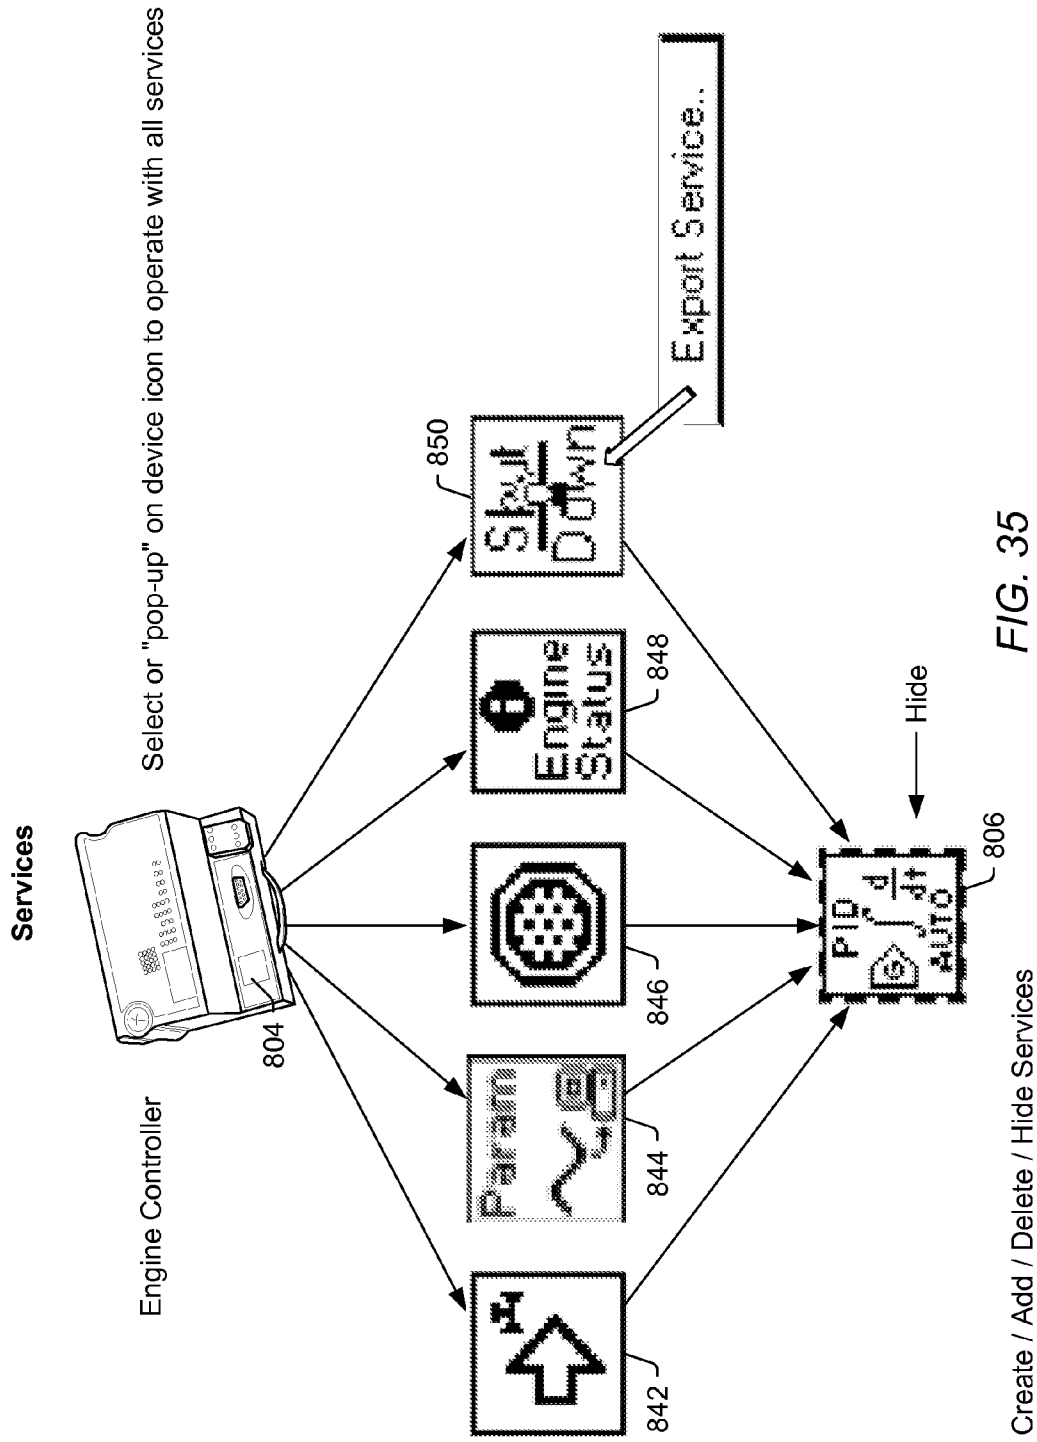 Services
Engine Controller
Select or "pop-up" on device icon to operate with all services
804
842
Param
844
846
Engine
Status
848
Shut
Down
850
Export Service..
PID
d
dt
G
AUTO
806
Hide
Create / Add / Delete / Hide Services
FIG. 35